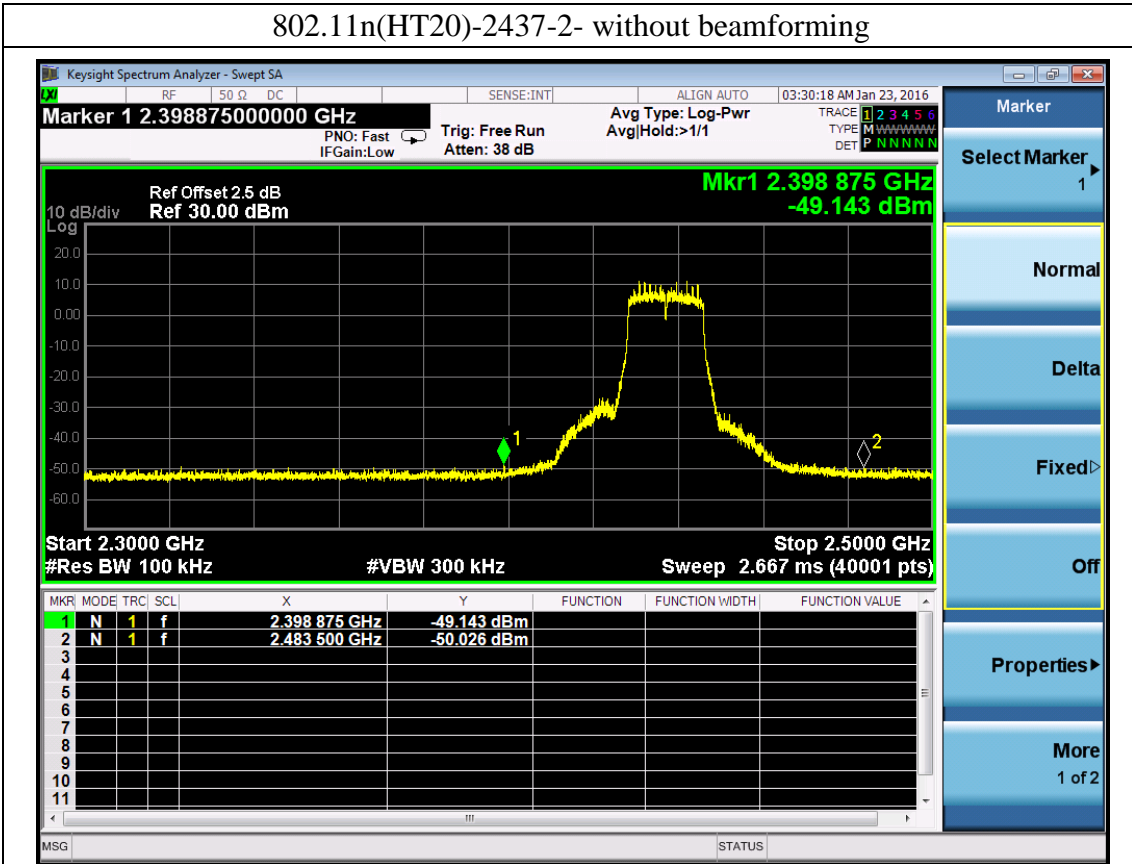 802.11n(HT20)-2437-2- without beamforming
Keysight Spectrum Analyzer - Swept SA
LXI RF 50 Ω DC SENSE:INT ALIGN AUTO 03:30:18 AM Jan 23, 2016
Marker 1 2.398875000000 GHz
PNO: Fast
IFGain:Low
Trig: Free Run
Atten: 38 dB
Avg Type: Log-Pwr
Avg|Hold:>1/1
TRACE 1 2 3 4 5 6
TYPE M WWWWW
DET P N N N N N
Mkr1 2.398 875 GHz
-49.143 dBm
Ref Offset 2.5 dB
10 dB/div Ref 30.00 dBm
Log
20.0
10.0
0.00
-10.0
-20.0
-30.0
-40.0
-50.0
-60.0
1
2
Start 2.3000 GHz Stop 2.5000 GHz
#Res BW 100 kHz #VBW 300 kHz Sweep 2.667 ms (40001 pts)
MKR MODE TRC SCL X Y FUNCTION FUNCTION WIDTH FUNCTION VALUE
1 N 1 f 2.398 875 GHz -49.143 dBm
2 N 1 f 2.483 500 GHz -50.026 dBm
3
4
5
6
7
8
9
10
11
MSG STATUS
Marker
Select Marker
1
Normal
Delta
Fixed
Off
Properties
More
1 of 2